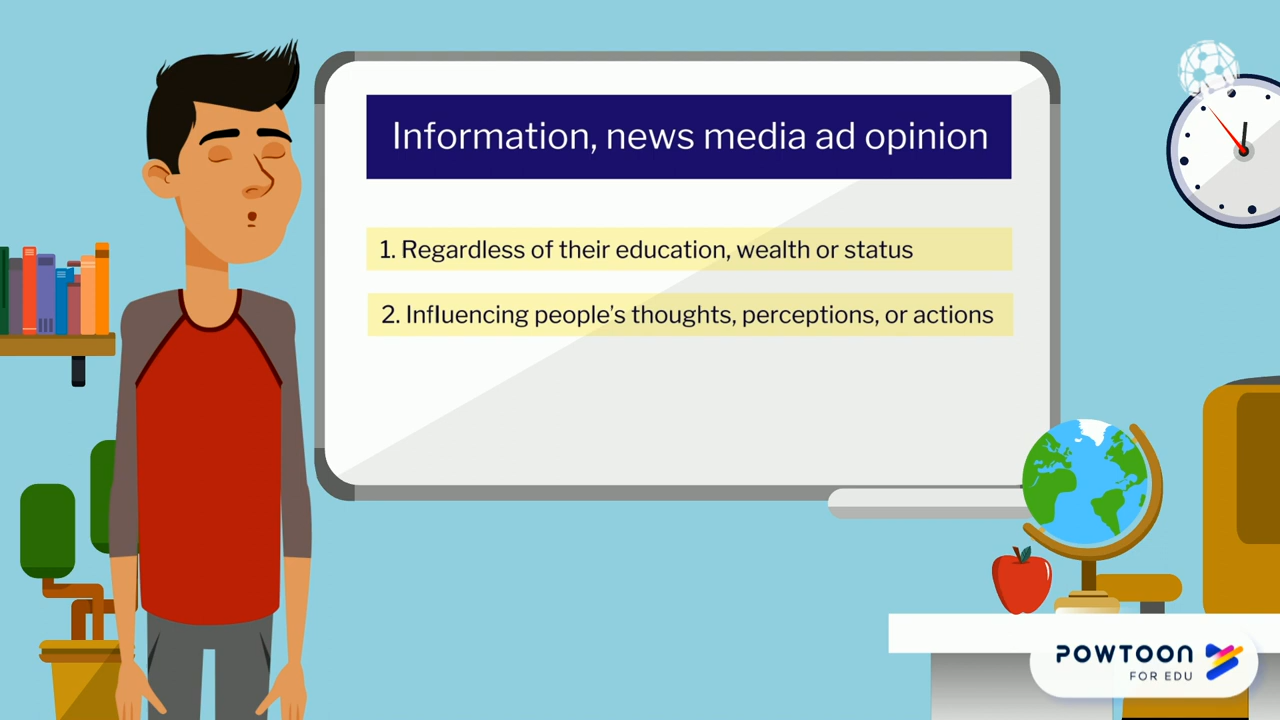 Information, news media ad opinion
1. Regardless of their education, wealth or status
2. Influencing people's thoughts, perceptions, or actions
POWTOON
FOR EDU